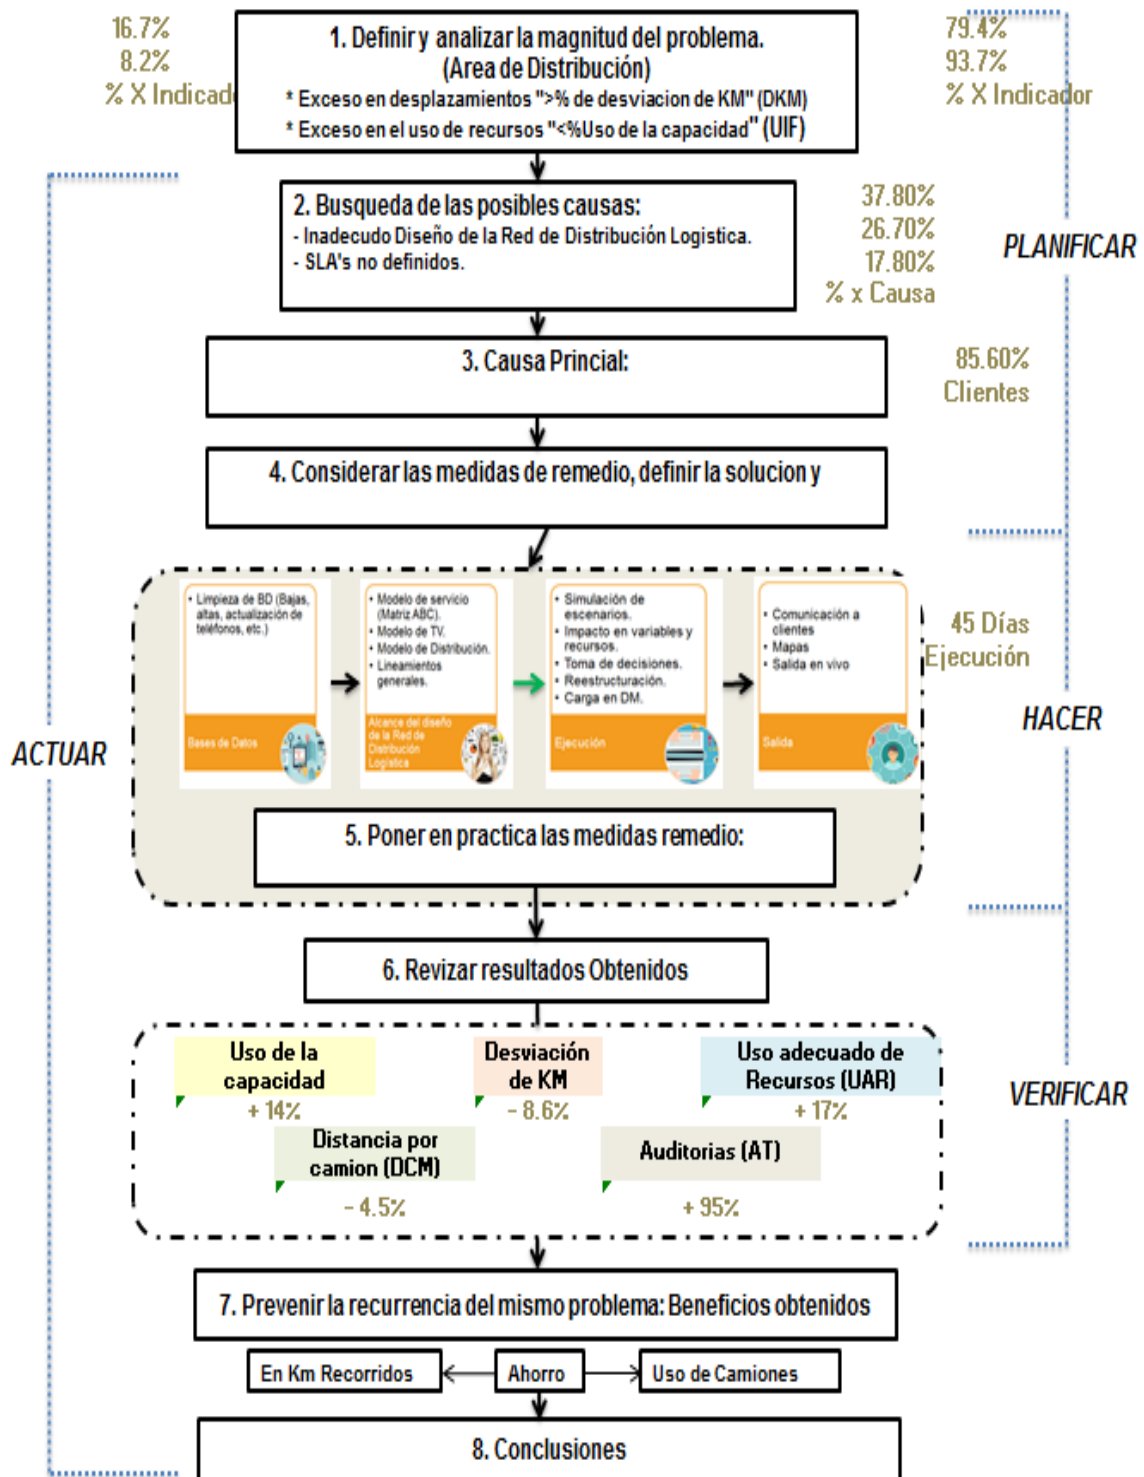 16.7%
8.2%
% X Indicado
1. Definir y analizar la magnitud del problema.
(Area de Distribución)
* Exceso en desplazamientos ">% de desviacion de KM" (DKM)
* Exceso en el uso de recursos "<%Uso de la capacidad" (UIF)
79.4%
93.7%
% X Indicador
2. Busqueda de las posibles causas:
- Inadecudo Diseño de la Red de Distribución Logistica.
- SLA's no definidos.
37.80%
26.70%
17.80%
% x Causa
PLANIFICAR
3. Causa Princial:
85.60%
Clientes
4. Considerar las medidas de remedio, definir la solucion y
• Limpieza de BD (Bajas,
altas, actualización de
teléfonos, etc.)
Bases de Datos
• Modelo de servicio
(Matriz ABC).
• Modelo de TV.
• Modelo de Distribución.
• Lineamientos
generales.
Alcance del diseño
de la Red de
Distribución
Logística
• Simulación de
escenarios.
• Impacto en variables y
recursos.
• Toma de decisiones.
• Reestructuración.
• Carga en DM.
Ejecución
• Comunicación a
clientes
• Mapas
• Salida en vivo
Salida
45 Días
Ejecución
HACER
ACTUAR
5. Poner en practica las medidas remedio:
6. Revizar resultados Obtenidos
Uso de la
capacidad
+ 14%
Desviación
de KM
- 8.6%
Uso adecuado de
Recursos (UAR)
+ 17%
VERIFICAR
Distancia por
camion (DCM)
- 4.5%
Auditorias (AT)
+ 95%
7. Prevenir la recurrencia del mismo problema: Beneficios obtenidos
En Km Recorridos
Ahorro
Uso de Camiones
8. Conclusiones